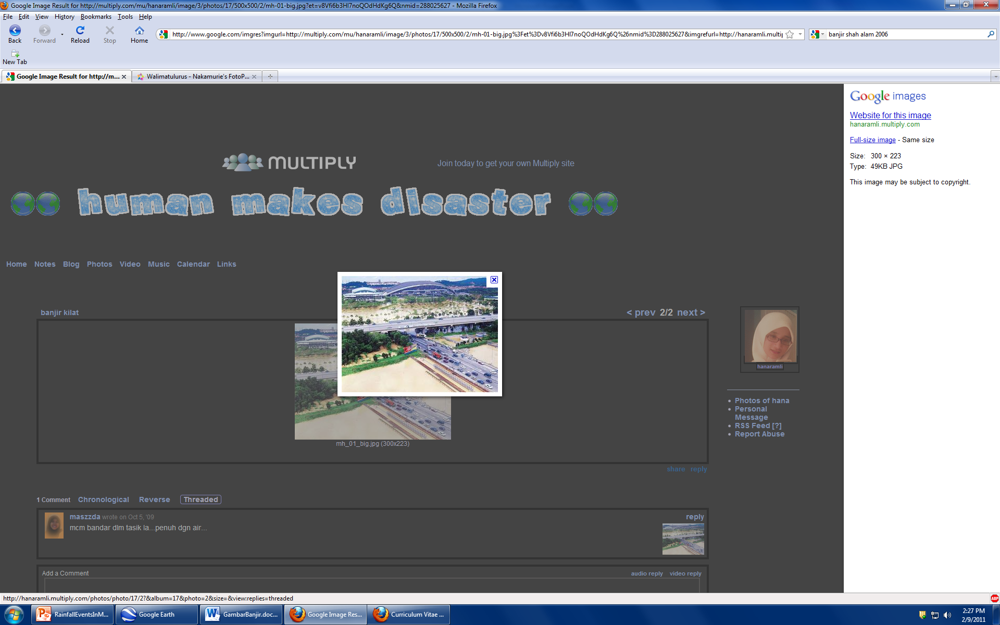 Google Image Result for http://multiply.com/mu/hanaramli/image/3/photos/17/500x500/2/mh-01-big.jpg?et=v8Vfi6b3Hl7noQOdHdKg6Q&nmid=288025627 - Mozilla Firefox
File Edit View History Bookmarks Tools Help
Back Forward Reload Stop Home
http://www.google.com/imgres?imgurl=http://multiply.com/mu/hanaramli/image/3/photos/17/500x500/2/mh-01-big.jpg%3Fet%3Dv8Vfi6b3Hl7noQOdHdKg6Q%26nmid%3D288025627&imgrefurl=http://hanaramli.multip
banjir shah alam 2006
New Tab
Google Image Result for http://m... Walimatulurus - Nakamurie's FotoP...
Google images
Website for this image
hanaramli.multiply.com
Full-size image - Same size
Size: 300 × 223
Type: 49KB JPG
This image may be subject to copyright.
MULTIPLY Join today to get your own Multiply site
human makes disaster
Home Notes Blog Photos Video Music Calendar Links
banjir kilat < prev 2/2 next >
hanaramli
mh_01_big.jpg (300x223)
Photos of hana
Personal
Message
RSS Feed [?]
Report Abuse
share reply
1 Comment Chronological Reverse Threaded
maszzda wrote on Oct 5, '09 reply
mcm bandar dlm tasik la...penuh dgn air...
Add a Comment audio reply video reply
http://hanaramli.multiply.com/photos/photo/17/2?&album=17&photo=2&size=&view:replies=threaded
ABP
RainfallEventsInM... Google Earth GambarBanjir.doc... Google Image Res... Curriculum Vitae ...
2:27 PM
2/9/2011